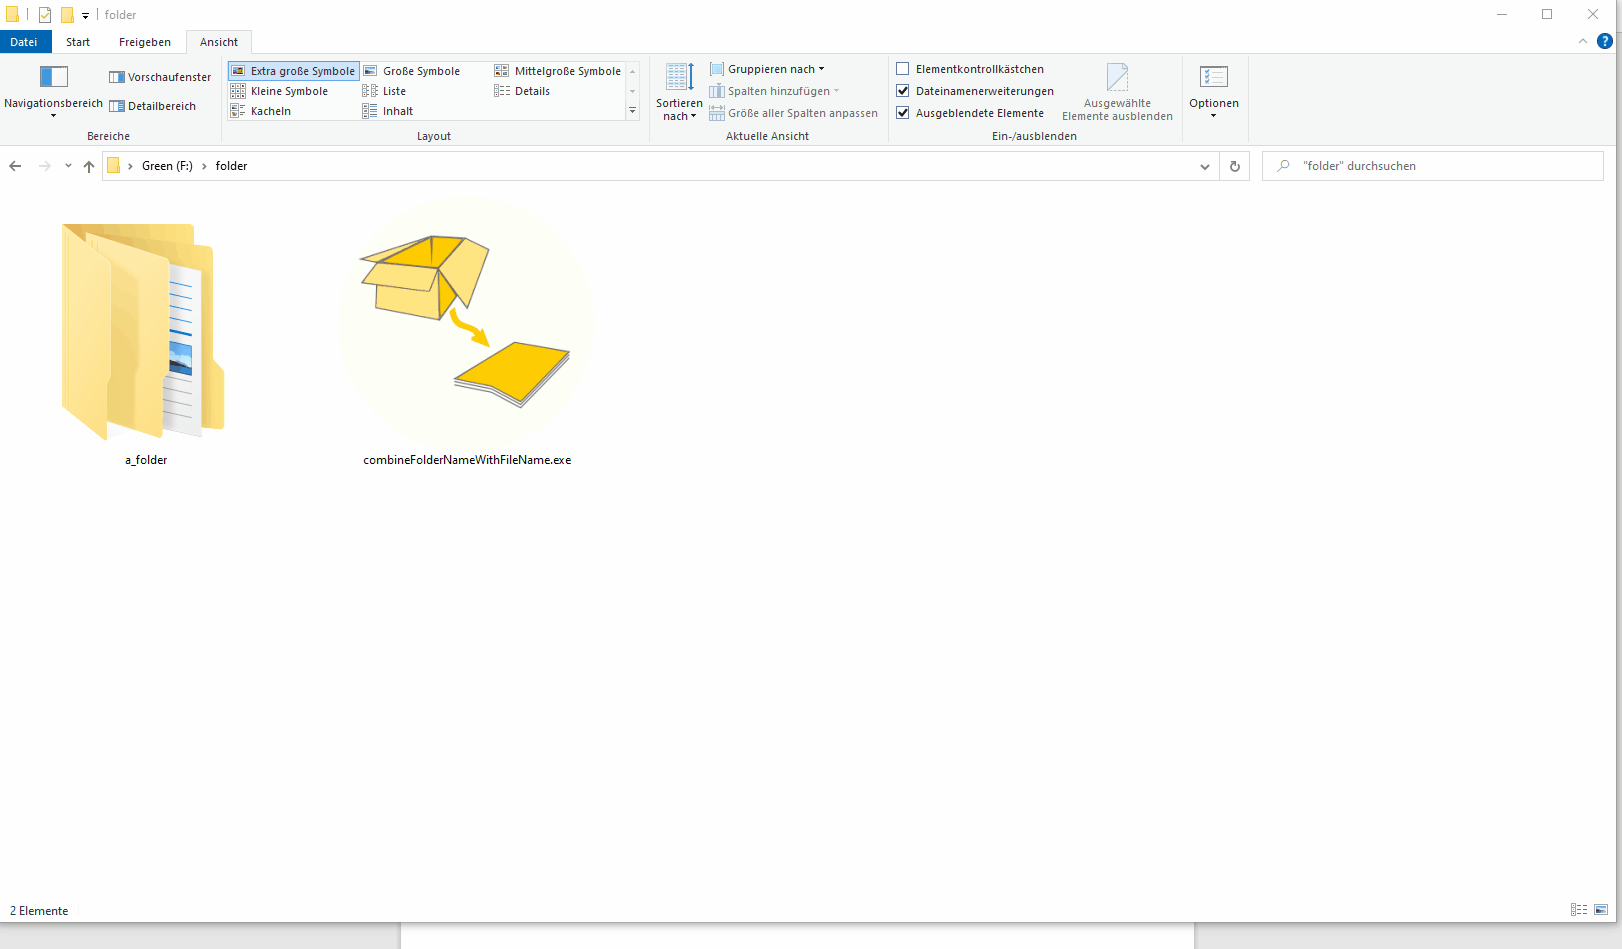 folder
Datei Start Freigeben Ansicht
Navigationsbereich
Vorschaufenster
Detailbereich
Bereiche
Extra große Symbole Große Symbole Mittelgroße Symbole
Kleine Symbole Liste Details
Kacheln Inhalt
Layout
Sortieren
nach
Gruppieren nach
Spalten hinzufügen
Größe aller Spalten anpassen
Aktuelle Ansicht
Elementkontrollkästchen
Dateinamenerweiterungen
Ausgeblendete Elemente
Ausgewählte
Elemente ausblenden
Ein-/ausblenden
Optionen
?
Green (F:) folder
"folder" durchsuchen
a_folder
combineFolderNameWithFileName.exe
2 Elemente